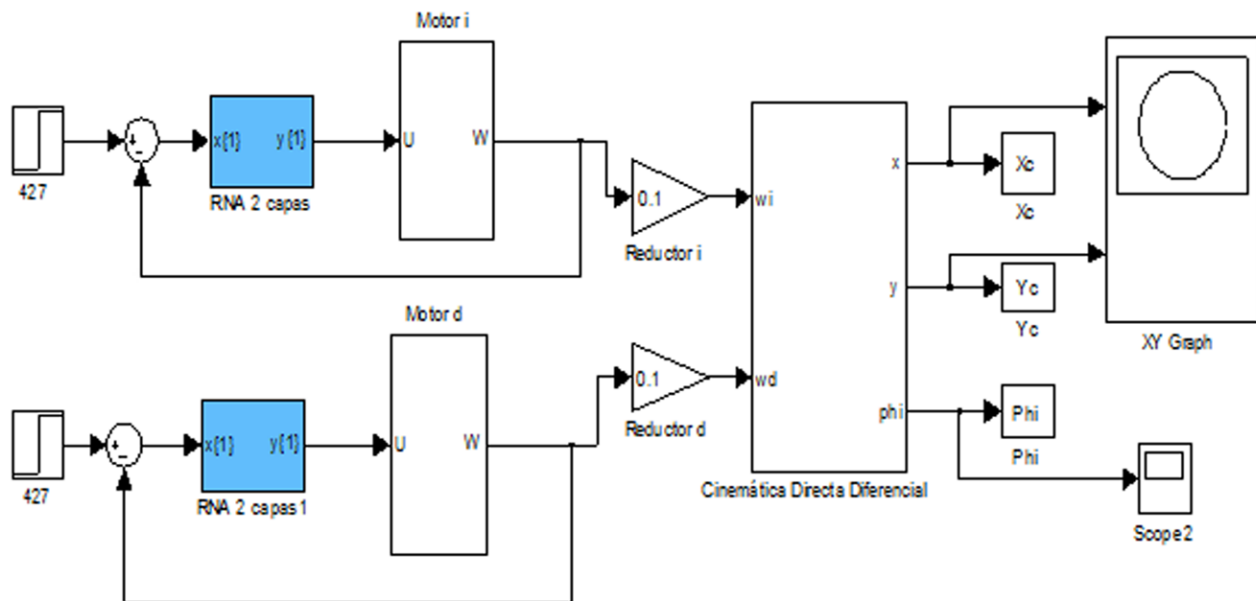 Motor i
427
+
-
x{1} y{1}
RNA 2 capas
U W
0.1
Reductor i
Motor d
427
+
-
x{1} y{1}
RNA 2 capas1
U W
0.1
Reductor d
wi
wd
x
y
phi
Cinemática Directa Diferencial
Xc
Xc
Yc
Yc
XY Graph
Phi
Phi
Scope2